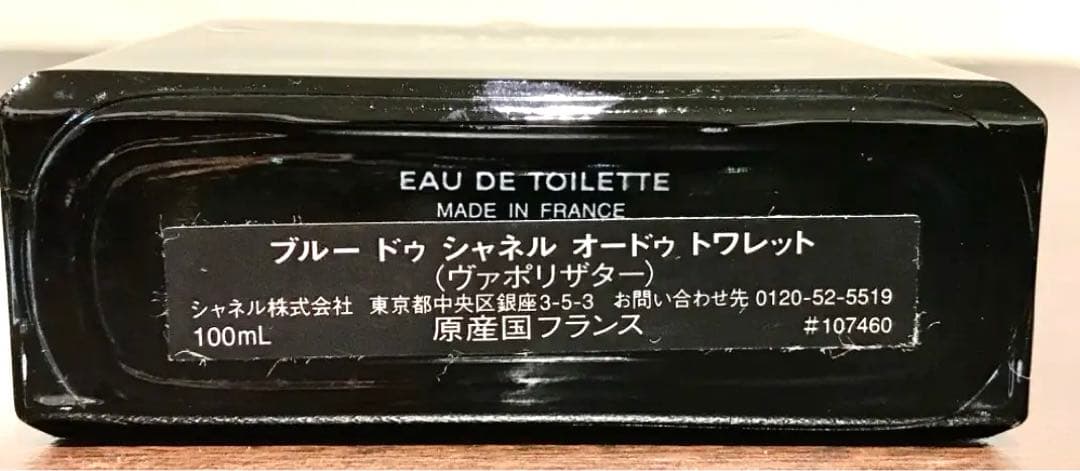 EAU DE TOILETTE
MADE IN FRANCE
ブルー ドゥ シャネル オードゥ トワレット
(ヴァポリザター)
シャネル株式会社 東京都中央区銀座3-5-3 お問い合わせ先 0120-52-5519
100mL 原産国フランス #107460